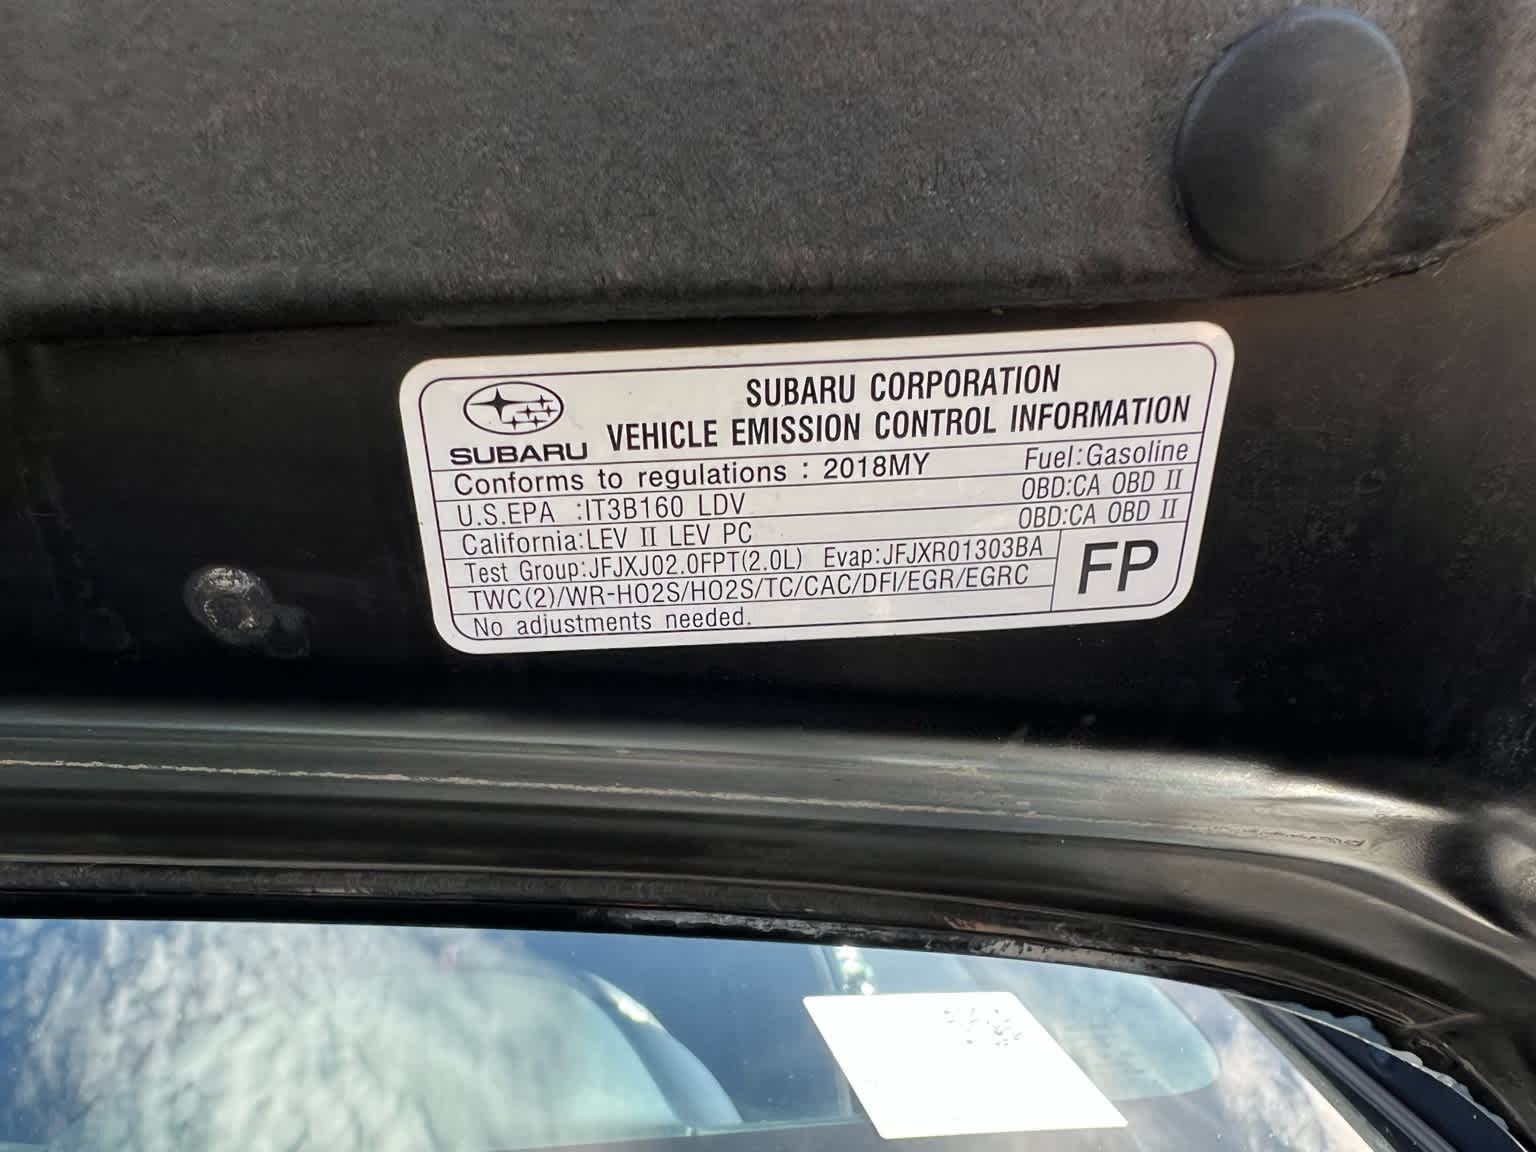 SUBARU CORPORATION
SUBARU VEHICLE EMISSION CONTROL INFORMATION
Conforms to regulations : 2018MY Fuel:Gasoline
U.S.EPA :IT3B160 LDV OBD:CA OBD II
California:LEV II LEV PC OBD:CA OBD II
Test Group:JFJXJ02.0FPT(2.0L) Evap:JFJXR01303BA
TWC(2)/WR-HO2S/HO2S/TC/CAC/DFI/EGR/EGRC
No adjustments needed.
FP